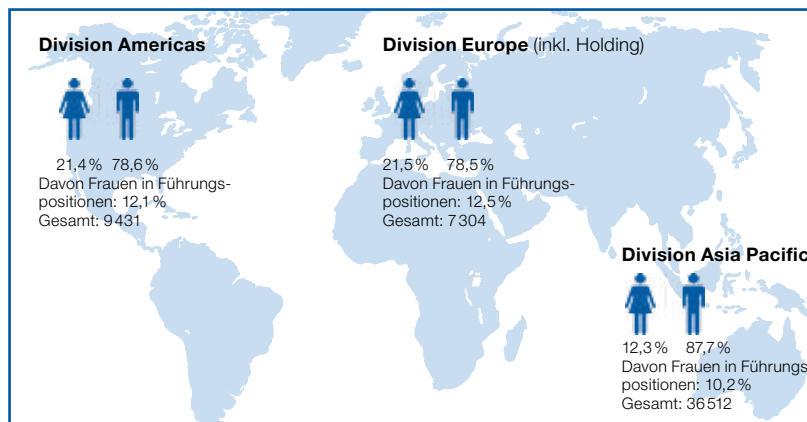 Division Americas
21,4 % 78,6 %
Davon Frauen in Führungs-
positionen: 12,1 %
Gesamt: 9 431
Division Europe (inkl. Holding)
21,5 % 78,5 %
Davon Frauen in Führungs-
positionen: 12,5 %
Gesamt: 7 304
Division Asia Pacific
12,3 % 87,7 %
Davon Frauen in Führungs
positionen: 10,2 %
Gesamt: 36 512